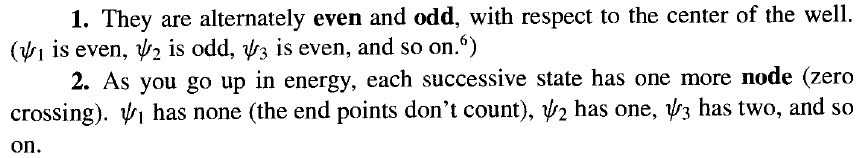 1. They are alternately even and odd, with respect to the center of the well.
(ψ₁ is even, ψ₂ is odd, ψ₃ is even, and so on.⁶)
2. As you go up in energy, each successive state has one more node (zero
crossing). ψ₁ has none (the end points don't count), ψ₂ has one, ψ₃ has two, and so
on.